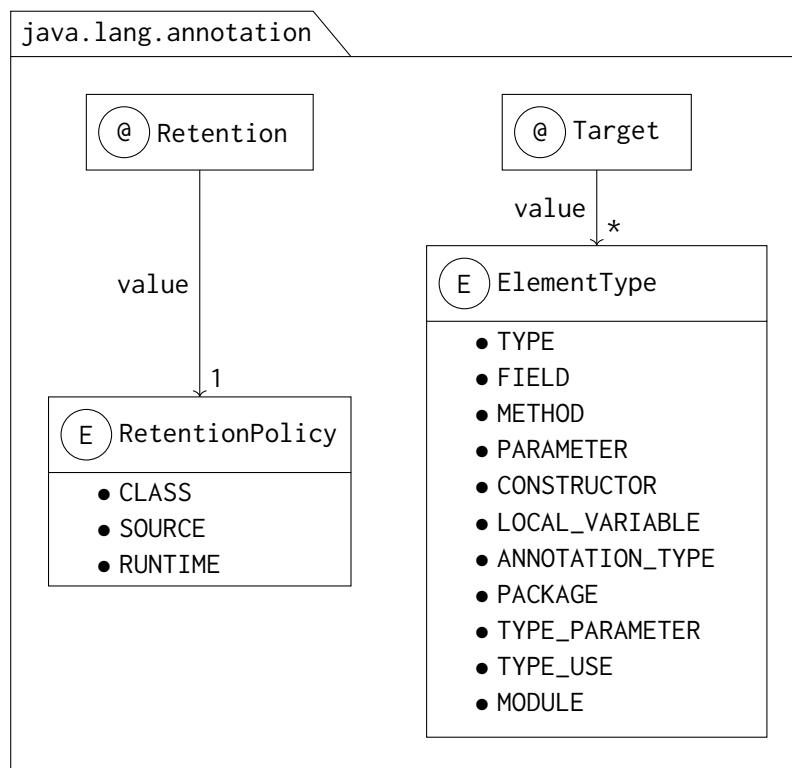 java.lang.annotation
@ Retention
@ Target
value
*
value
1
E ElementType
TYPE
FIELD
METHOD
PARAMETER
CONSTRUCTOR
LOCAL_VARIABLE
ANNOTATION_TYPE
PACKAGE
TYPE_PARAMETER
TYPE_USE
MODULE
E RetentionPolicy
CLASS
SOURCE
RUNTIME